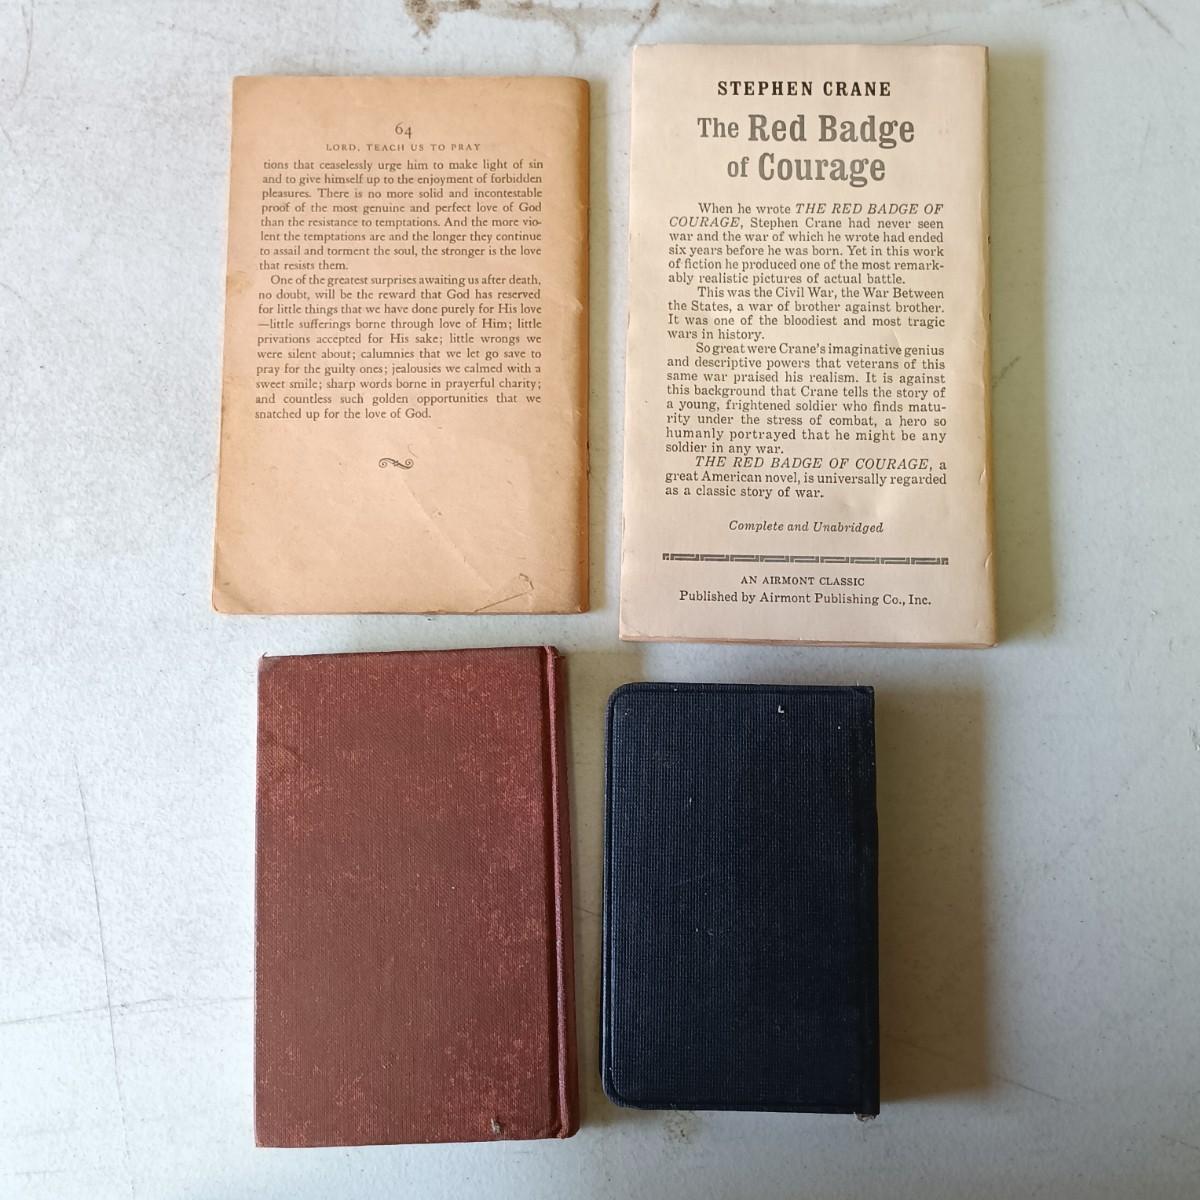 64
LORD, TEACH US TO PRAY
tions that ceaselessly urge him to make light of sin
and to give himself up to the enjoyment of forbidden
pleasures. There is no more solid and incontestable
proof of the most genuine and perfect love of God
than the resistance to temptations. And the more vio-
lent the temptations are and the longer they continue
to assail and torment the soul, the stronger is the love
that resists them.
One of the greatest surprises awaiting us after death,
no doubt, will be the reward that God has reserved
for little things that we have done purely for His love
—little sufferings borne through love of Him; little
privations accepted for His sake; little wrongs we
were silent about; calumnies that we let go save to
pray for the guilty ones; jealousies we calmed with a
sweet smile; sharp words borne in prayerful charity;
and countless such golden opportunities that we
snatched up for the love of God.
STEPHEN CRANE
The Red Badge
of Courage
When he wrote THE RED BADGE OF
COURAGE, Stephen Crane had never seen
war and the war of which he wrote had ended
six years before he was born. Yet in this work
of fiction he produced one of the most remark-
ably realistic pictures of actual battle.
This was the Civil War, the War Between
the States, a war of brother against brother.
It was one of the bloodiest and most tragic
wars in history.
So great were Crane's imaginative genius
and descriptive powers that veterans of this
same war praised his realism. It is against
this background that Crane tells the story of
a young, frightened soldier who finds matu-
rity under the stress of combat, a hero so
humanly portrayed that he might be any
soldier in any war.
THE RED BADGE OF COURAGE, a
great American novel, is universally regarded
as a classic story of war.
Complete and Unabridged
AN AIRMONT CLASSIC
Published by Airmont Publishing Co., Inc.